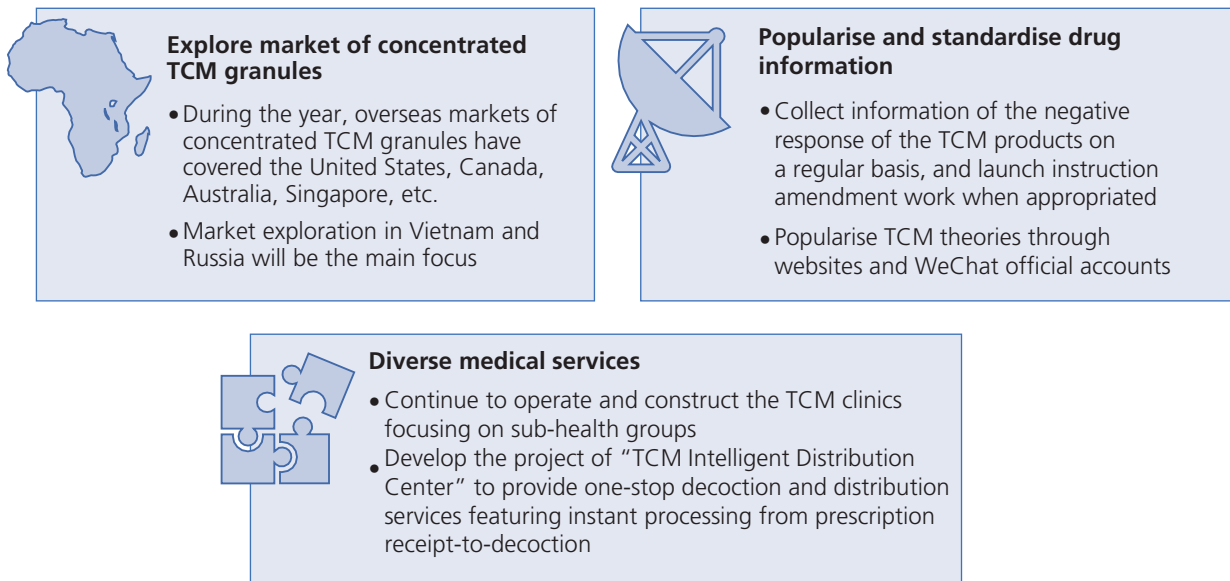 Explore market of concentrated
TCM granules
• During the year, overseas markets of
concentrated TCM granules have
covered the United States, Canada,
Australia, Singapore, etc.
• Market exploration in Vietnam and
Russia will be the main focus
Popularise and standardise drug
information
• Collect information of the negative
response of the TCM products on
a regular basis, and launch instruction
amendment work when appropriated
• Popularise TCM theories through
websites and WeChat official accounts
Diverse medical services
• Continue to operate and construct the TCM clinics
focusing on sub-health groups
• Develop the project of “TCM Intelligent Distribution
Center” to provide one-stop decoction and distribution
services featuring instant processing from prescription
receipt-to-decoction